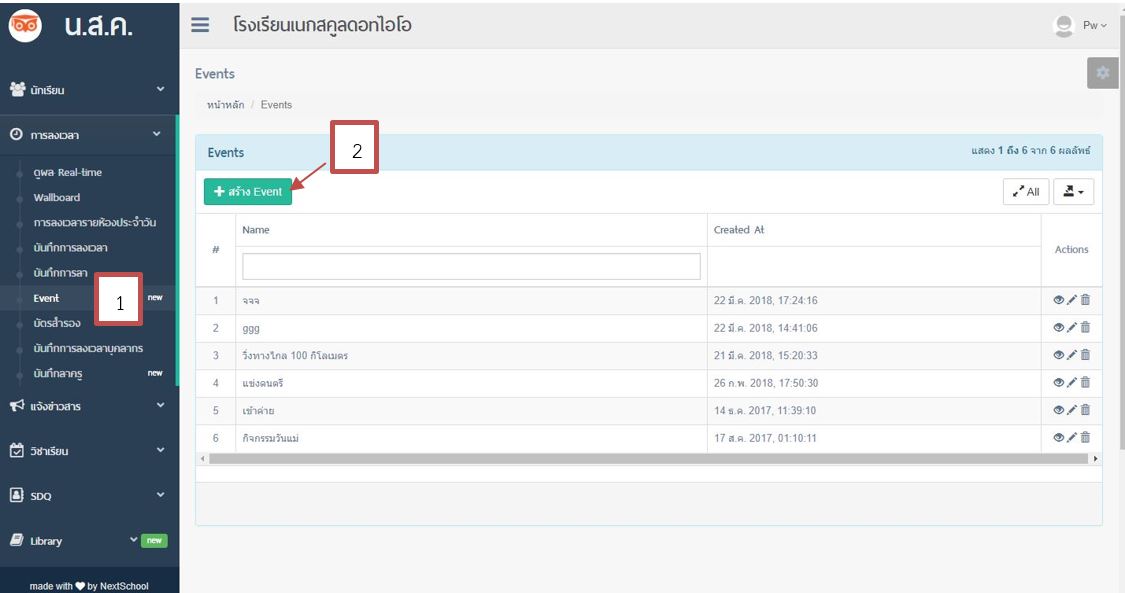 น.ส.ค.
โรงเรียนเนกสคูลดอทไอโอ
Pw
นักเรียน
การลงเวลา
ดูผล Real-time
Wallboard
การลงเวลารายห้องประจำวัน
บันทึกการลงเวลา
บันทึกการลา
Event
1
new
บัตรสำรอง
บันทึกการลงเวลาบุคลากร
บันทึกลาครู
new
แจ้งข่าวสาร
วิชาเรียน
SDQ
Library
new
made with by NextSchool
Events
หน้าหลัก / Events
Events
2
แสดง 1 ถึง 6 จาก 6 ผลลัพธ์
สร้าง Event
All
#
Name
Created At
Actions
1 จจจ 22 มี.ค. 2018, 17:24:16
2 ggg 22 มี.ค. 2018, 14:41:06
3 วิ่งทางไกล 100 กิโลเมตร 21 มี.ค. 2018, 15:20:33
4 แข่งดนตรี 26 ก.พ. 2018, 17:50:30
5 เข้าค่าย 14 ธ.ค. 2017, 11:39:10
6 กิจกรรมวันแม่ 17 ส.ค. 2017, 01:10:11